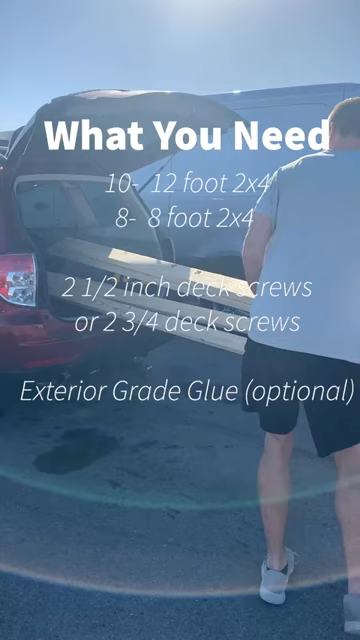 What You Need
10- 12 foot 2x4
8- 8 foot 2x4
2 1/2 inch deck screws
or 2 3/4 deck screws
Exterior Grade Glue (optional)